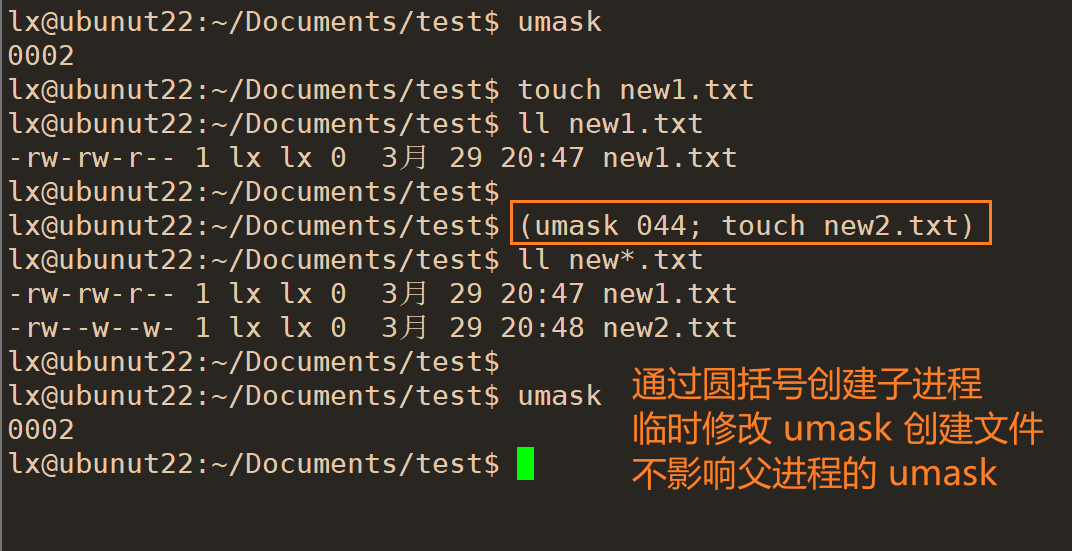 lx@ubunut22:~/Documents/test$ umask
0002
lx@ubunut22:~/Documents/test$ touch new1.txt
lx@ubunut22:~/Documents/test$ ll new1.txt
-rw-rw-r-- 1 lx lx 0  3月 29 20:47 new1.txt
lx@ubunut22:~/Documents/test$
lx@ubunut22:~/Documents/test$ (umask 044; touch new2.txt)
lx@ubunut22:~/Documents/test$ ll new*.txt
-rw-rw-r-- 1 lx lx 0  3月 29 20:47 new1.txt
-rw--w--w- 1 lx lx 0  3月 29 20:48 new2.txt
lx@ubunut22:~/Documents/test$
lx@ubunut22:~/Documents/test$ umask
0002
lx@ubunut22:~/Documents/test$
通过圆括号创建子进程
临时修改 umask 创建文件
不影响父进程的 umask